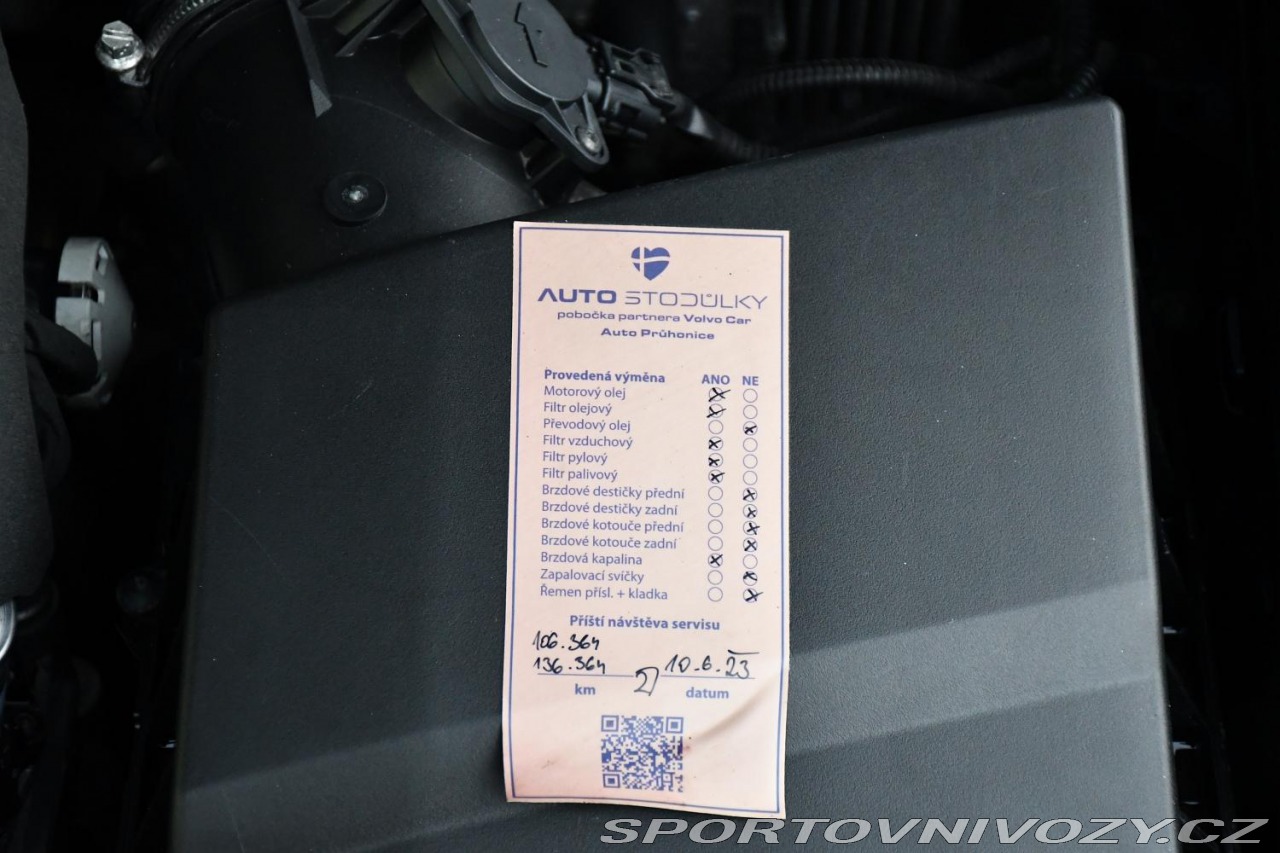 AUTO STODŮLKY
pobočka partnera Volvo Car
Auto Průhonice
Provedená výměna ANO NE
Motorový olej
Filtr olejový
Převodový olej
Filtr vzduchový
Filtr pylový
Filtr palivový
Brzdové destičky přední
Brzdové destičky zadní
Brzdové kotouče přední
Brzdové kotouče zadní
Brzdová kapalina
Zapalovací svíčky
Řemen přísl. + kladka
Příští návštěva servisu
106.364
136.364 10.6.23
km datum
SPORTOVNIVOZY.CZ